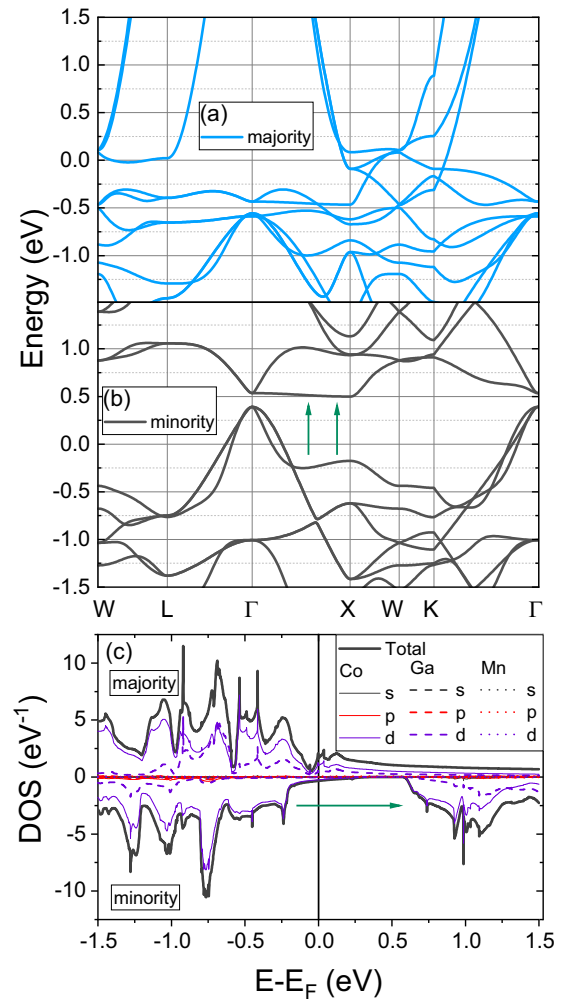 1.5
1.0
0.5
0.0
-0.5
-1.0
(a)
majority
Energy (eV)
1.0
0.5
0.0
-0.5
-1.0
-1.5
(b)
minority
W L Γ X W K Γ
10
5
0
-5
-10
DOS (eV⁻¹)
(c)
majority
minority
Total
Co Ga Mn
s s s
p p p
d d d
-1.5 -1.0 -0.5 0.0 0.5 1.0 1.5
E-E_F (eV)